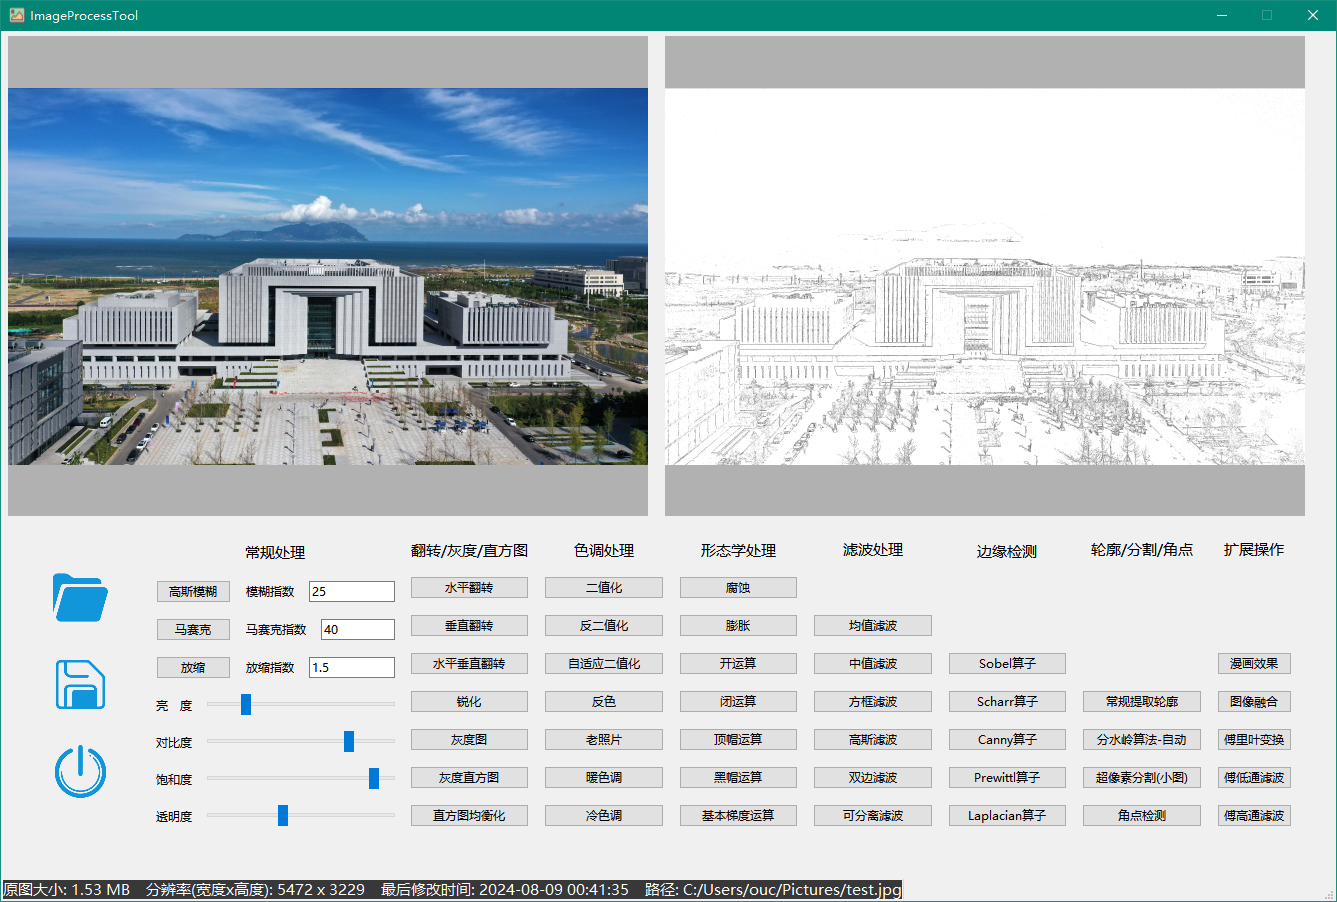 ImageProcessTool
常规处理 翻转/灰度/直方图 色调处理 形态学处理 滤波处理 边缘检测 轮廓/分割/角点 扩展操作
高斯模糊 模糊指数 25 水平翻转 二值化 腐蚀
马赛克 马赛克指数 40 垂直翻转 反二值化 膨胀 均值滤波
放缩 放缩指数 1.5 水平垂直翻转 自适应二值化 开运算 中值滤波 Sobel算子 漫画效果
亮 度 锐化 反色 闭运算 方框滤波 Scharr算子 常规提取轮廓 图像融合
对比度 灰度图 老照片 顶帽运算 高斯滤波 Canny算子 分水岭算法-自动 傅里叶变换
饱和度 灰度直方图 暖色调 黑帽运算 双边滤波 Prewittl算子 超像素分割(小图) 傅低通滤波
透明度 直方图均衡化 冷色调 基本梯度运算 可分离滤波 Laplacian算子 角点检测 傅高通滤波
原图大小: 1.53 MB 分辨率(宽度x高度): 5472 x 3229 最后修改时间: 2024-08-09 00:41:35 路径: C:/Users/ouc/Pictures/test.jpg